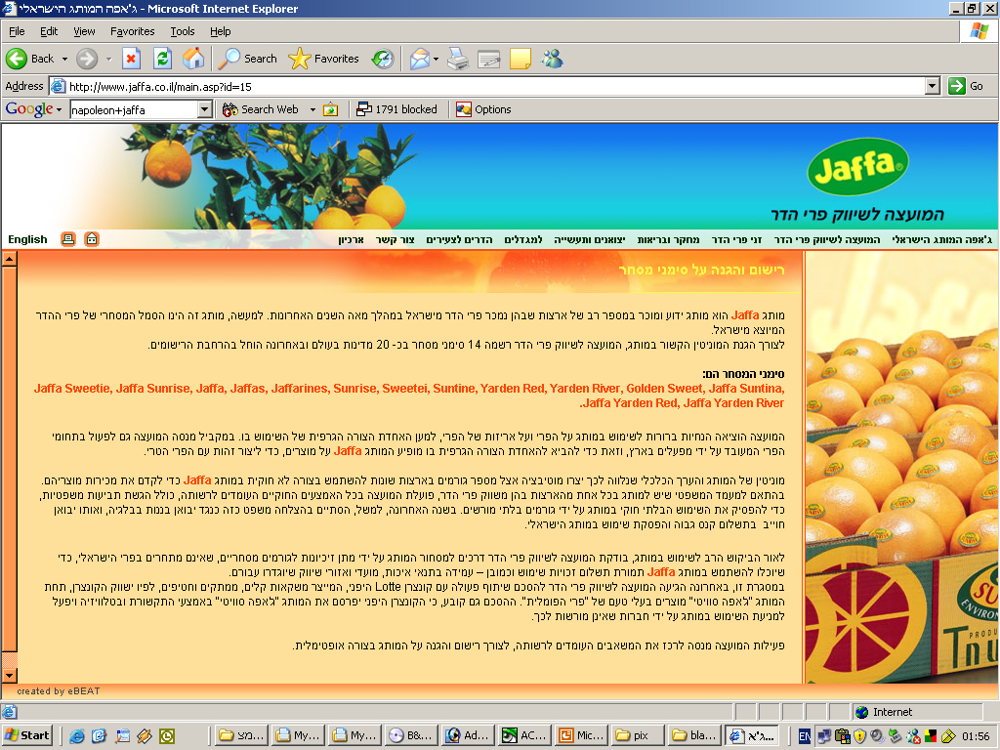 ג'אפה המותג הישראלי - Microsoft Internet Explorer
File Edit View Favorites Tools Help
Back Search Favorites
Address http://www.jaffa.co.il/main.asp?id=15 Go
Google napoleon+jaffa Search Web 1791 blocked Options
Jaffa®
המועצה לשיווק פרי הדר
ג'אפה המותג הישראלי המועצה לשיווק פרי הדר זני פרי הדר מחקר ובריאות יצואנים ותעשייה למגדלים הדרים לצעירים צור קשר ארכיון English
רישום והגנה על סימני מסחר
מותג Jaffa הוא מותג ידוע ומוכר במספר רב של ארצות שבהן נמכר פרי הדר מישראל במהלך מאה השנים האחרונות. למעשה, מותג זה הינו הסמל המסחרי של פרי ההדר
המיוצא מישראל.
לצורך הגנת המוניטין הקשור במותג, המועצה לשיווק פרי הדר רשמה 14 סימני מסחר בכ- 20 מדינות בעולם ובאחרונה הוחל בהרחבת הרישומים.
סימני המסחר הם:
Jaffa Sweetie, Jaffa Sunrise, Jaffa, Jaffas, Jaffarines, Sunrise, Sweetei, Suntine, Yarden Red, Yarden River, Golden Sweet, Jaffa Suntina,
.Jaffa Yarden Red, Jaffa Yarden River
המועצה הוציאה הנחיות ברורות לשימוש במותג על הפרי ועל אריזות של הפרי, למען האחדת הצורה הגרפית של השימוש בו. במקביל מנסה המועצה גם לפעול בתחומי
הפרי המעובד על ידי מפעלים בארץ, וזאת כדי להביא להאחדת הצורה הגרפית בו מופיע המותג Jaffa על מוצרים, כדי ליצור זהות עם הפרי הטרי.
מוניטין של המותג והערך הכלכלי שנלווה לכך יצרו מוטיבציה אצל מספר גורמים בארצות שונות להשתמש בצורה לא חוקית במותג Jaffa כדי לקדם את מכירות מוצריהם.
בהתאם למעמד המשפטי שיש למותג בכל אחת מהארצות בהן משווק פרי הדר, פועלת המועצה בכל האמצעים החוקיים העומדים לרשותה, כולל הגשת תביעות משפטיות,
כדי להפסיק את השימוש הבלתי חוקי במותג על ידי גורמים בלתי מורשים. בשנה האחרונה, למשל, הסתיים בהצלחה משפט כזה כנגד יבואן בננות בבלגיה, ואותו יבואן
חוייב בתשלום קנס גבוה והפסקת שימוש במותג הישראלי.
לאור הביקוש הרב לשימוש במותג, בודקת המועצה לשיווק פרי הדר דרכים למסחור המותג על ידי מתן זיכיונות לגורמים מסחריים, שאינם מתחרים בפרי הישראלי, כדי
שיוכלו להשתמש במותג Jaffa תמורת תשלום זכויות שימוש וכמובן – עמידה בתנאי איכות, מועדי ואזורי שיווק שיוגדרו עבורם.
במסגרת זו, באחרונה הגיעה המועצה לשיווק פרי הדר להסכם שיתוף פעולה עם קונצרן Lotte היפני, המייצר משקאות קלים, ממתקים וחטיפים, לפיו ישווק הקונצרן, תחת
המותג "ג'אפה סוויטי" מוצרים בעלי טעם של "פרי הפומלית". ההסכם גם קובע, כי הקונצרן היפני יפרסם את המותג "ג'אפה סוויטי" באמצעי התקשורת ובטלוויזיה ויפעל
למניעת השימוש במותג על ידי חברות שאינן מורשות לכך.
פעילות המועצה מנסה לרכז את המשאבים העומדים לרשותה, לצורך רישום והגנה על המותג בצורה אופטימלית.
created by eBEAT
Internet
Start ...מצ My... My... B&... Ad... AC... Mic... pix bla... ...ג'א EN 01:56